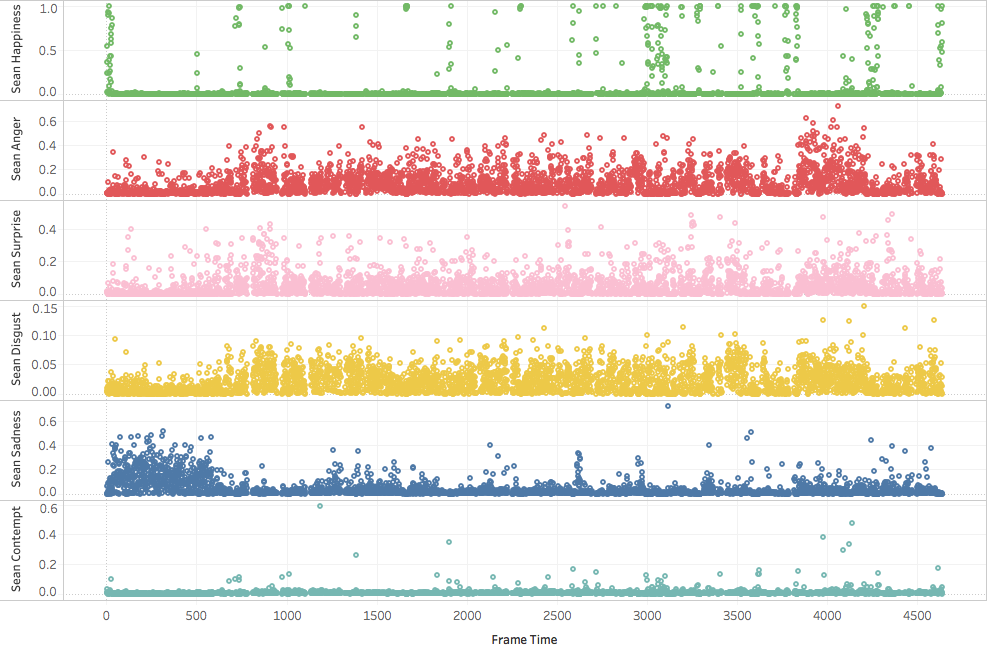 Sean Happiness
1.0
0.5
0.0
Sean Anger
0.6
0.4
0.2
0.0
Sean Surprise
0.4
0.2
0.0
Sean Disgust
0.15
0.10
0.05
0.00
Sean Sadness
0.6
0.4
0.2
0.0
Sean Contempt
0.6
0.4
0.2
0.0
0 500 1000 1500 2000 2500 3000 3500 4000 4500
Frame Time